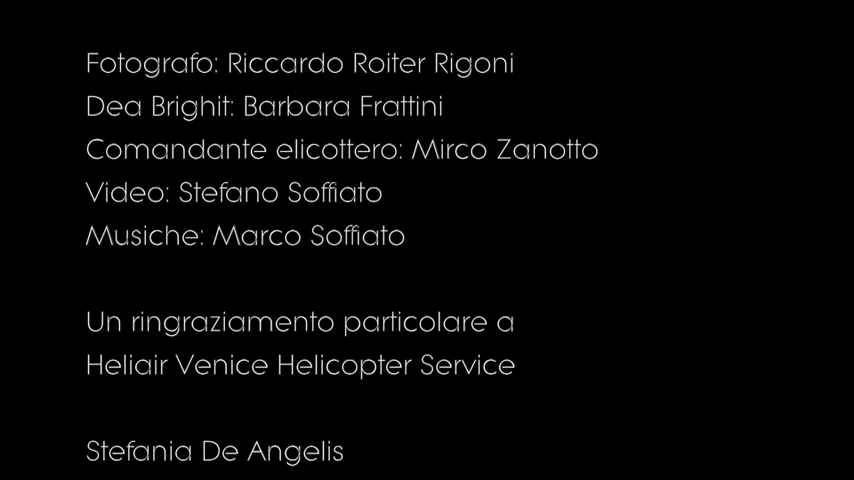 Fotografo: Riccardo Roiter Rigoni
Dea Brighit: Barbara Frattini
Comandante elicottero: Mirco Zanotto
Video: Stefano Soffiato
Musiche: Marco Soffiato
Un ringraziamento particolare a
Heliair Venice Helicopter Service
Stefania De Angelis